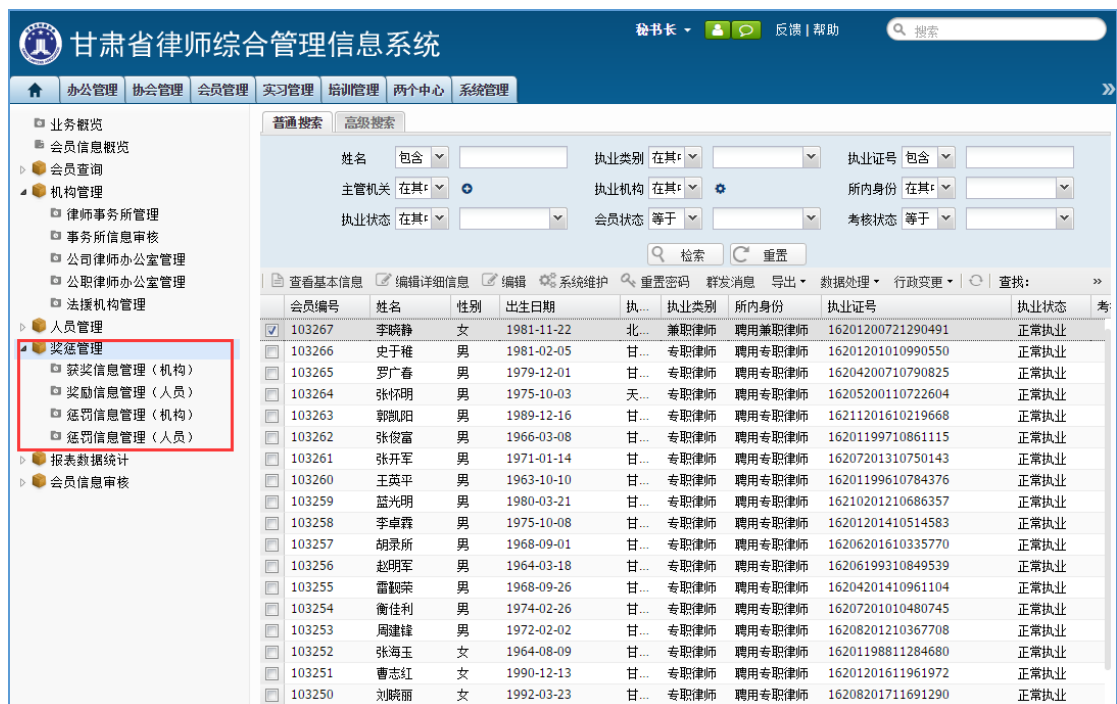 甘肃省律师综合管理信息系统
秘书长 反馈 | 帮助 搜索
办公管理 协会管理 会员管理 实习管理 培训管理 两个中心 系统管理 »
业务概览
会员信息概览
会员查询
机构管理
律师事务所管理
事务所信息审核
公司律师办公室管理
公职律师办公室管理
法援机构管理
人员管理
奖惩管理
获奖信息管理（机构）
奖励信息管理（人员）
惩罚信息管理（机构）
惩罚信息管理（人员）
报表数据统计
会员信息审核
普通搜索 高级搜索
姓名 包含 执业类别 在其中 执业证号 包含
主管机关 在其中 执业机构 在其中 所内身份 在其中
执业状态 在其中 会员状态 等于 考核状态 等于
检索 重置
查看基本信息 编辑详细信息 编辑 系统维护 重置密码 群发消息 导出 数据处理 行政变更 查找: »
会员编号 姓名 性别 出生日期 执... 执业类别 所内身份 执业证号 执业状态 考
103267 李晓静 女 1981-11-22 北... 兼职律师 聘用兼职律师 16201200721290491 正常执业
103266 史于稚 男 1981-02-05 甘... 专职律师 聘用专职律师 16201201010990550 正常执业
103265 罗广春 男 1979-12-01 甘... 专职律师 聘用专职律师 16204200710790825 正常执业
103264 张怀明 男 1975-10-03 天... 专职律师 聘用专职律师 16205200110722604 正常执业
103263 郭凯阳 男 1989-12-16 甘... 专职律师 聘用专职律师 16211201610219668 正常执业
103262 张俊富 男 1966-03-08 甘... 专职律师 聘用专职律师 16201199710861115 正常执业
103261 张开军 男 1971-01-14 甘... 专职律师 聘用专职律师 16207201310750143 正常执业
103260 王英平 男 1963-10-10 甘... 专职律师 聘用专职律师 16201199610784376 正常执业
103259 蓝光明 男 1980-03-21 甘... 专职律师 聘用专职律师 16210201210686357 正常执业
103258 李卓霖 男 1975-10-08 甘... 专职律师 聘用专职律师 16201201410514583 正常执业
103257 胡录所 男 1968-09-01 甘... 专职律师 聘用专职律师 16206201610335770 正常执业
103256 赵明军 男 1964-03-18 甘... 专职律师 聘用专职律师 16206199310849539 正常执业
103255 雷觐荣 男 1968-09-26 甘... 专职律师 聘用专职律师 16204201410961104 正常执业
103254 衡佳利 男 1974-02-26 甘... 专职律师 聘用专职律师 16207201010480745 正常执业
103253 周建锋 男 1972-02-02 甘... 专职律师 聘用专职律师 16208201210367708 正常执业
103252 张海玉 女 1964-08-09 甘... 专职律师 聘用专职律师 16201198811284680 正常执业
103251 曹志红 女 1990-12-13 甘... 专职律师 聘用专职律师 16201201611961972 正常执业
103250 刘晓丽 女 1992-03-23 甘... 专职律师 聘用专职律师 16208201711691290 正常执业